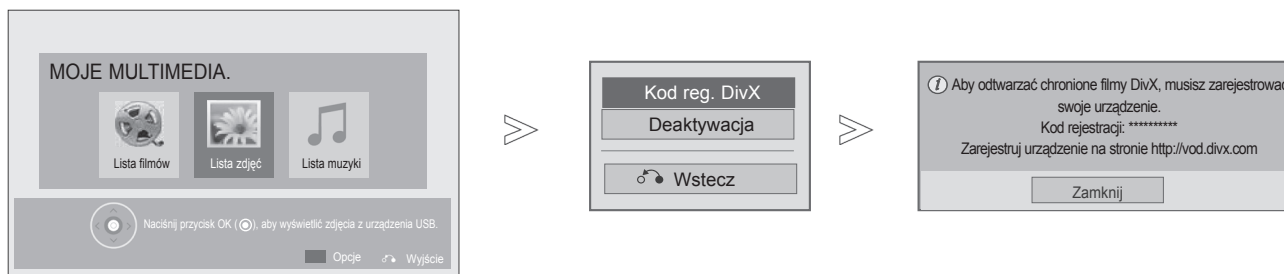 MOJE MULTIMEDIA.
Lista filmów
Lista zdjęć
Lista muzyki
Naciśnij przycisk OK (◉), aby wyświetlić zdjęcia z urządzenia USB.
Opcje
Wyjście
Kod reg. DivX
Deaktywacja
Wstecz
Aby odtwarzać chronione filmy DivX, musisz zarejestrować
swoje urządzenie.
Kod rejestracji: **********
Zarejestruj urządzenie na stronie http://vod.divx.com
Zamknij